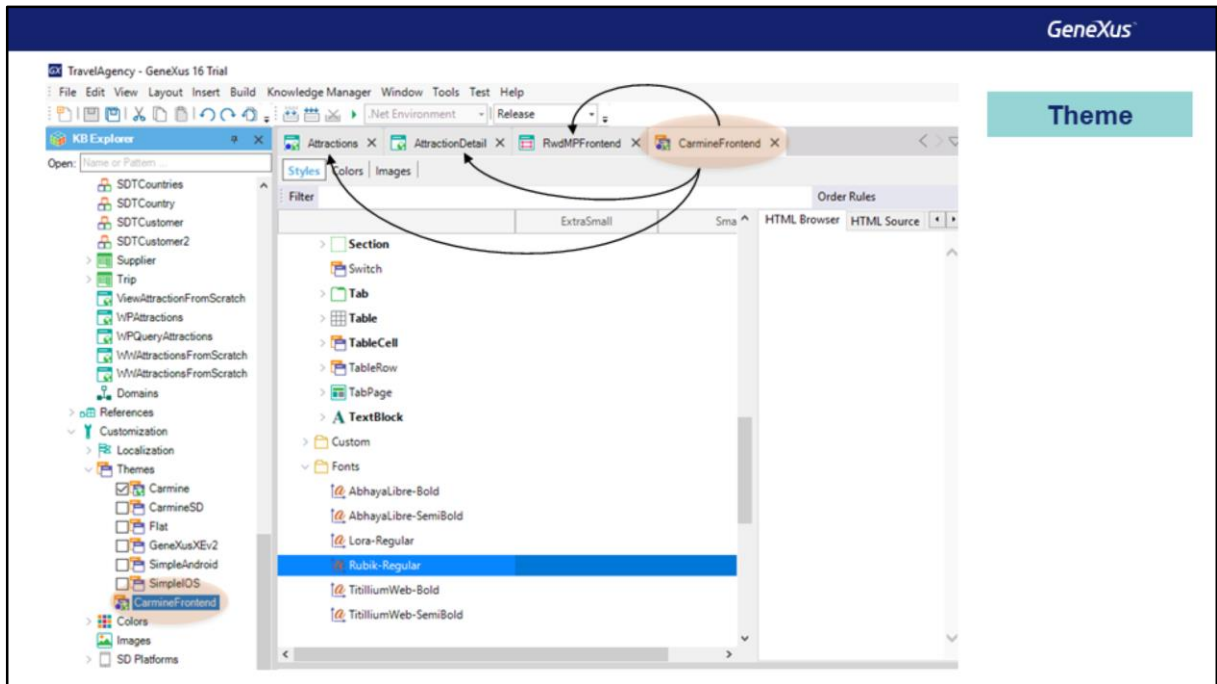 GeneXus
Theme
GX TravelAgency - GeneXus 16 Trial
File Edit View Layout Insert Build Knowledge Manager Window Tools Test Help
.Net Environment Release
KB Explorer
Open: Name or Pattern ...
SDTCountries
SDTCountry
SDTCustomer
SDTCustomer2
Supplier
Trip
ViewAttractionFromScratch
WPAttractions
WPQueryAttractions
WWAttractionsFromScratch
WWAttractionsFromScratch
Domains
References
Customization
Localization
Themes
Carmine
CarmineSD
Flat
GeneXusXEv2
SimpleAndroid
SimpleIOS
CarmineFrontend
Colors
Images
SD Platforms
Attractions AttractionDetail RwdMPFrontend CarmineFrontend
Styles Colors Images
Filter Order Rules
ExtraSmall Sma
Section
Switch
Tab
Table
TableCell
TableRow
TabPage
TextBlock
Custom
Fonts
AbhayaLibre-Bold
AbhayaLibre-SemiBold
Lora-Regular
Rubik-Regular
TitilliumWeb-Bold
TitilliumWeb-SemiBold
HTML Browser HTML Source